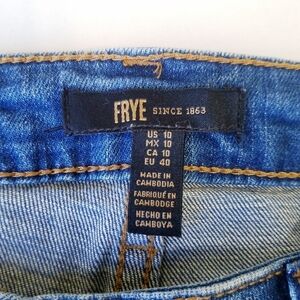 FRYE SINCE 1863
US 10
MX 10
CA 10
EU 40
MADE IN
CAMBODIA
FABRIQUÉ EN
CAMBODGE
HECHO EN
CAMBOYA